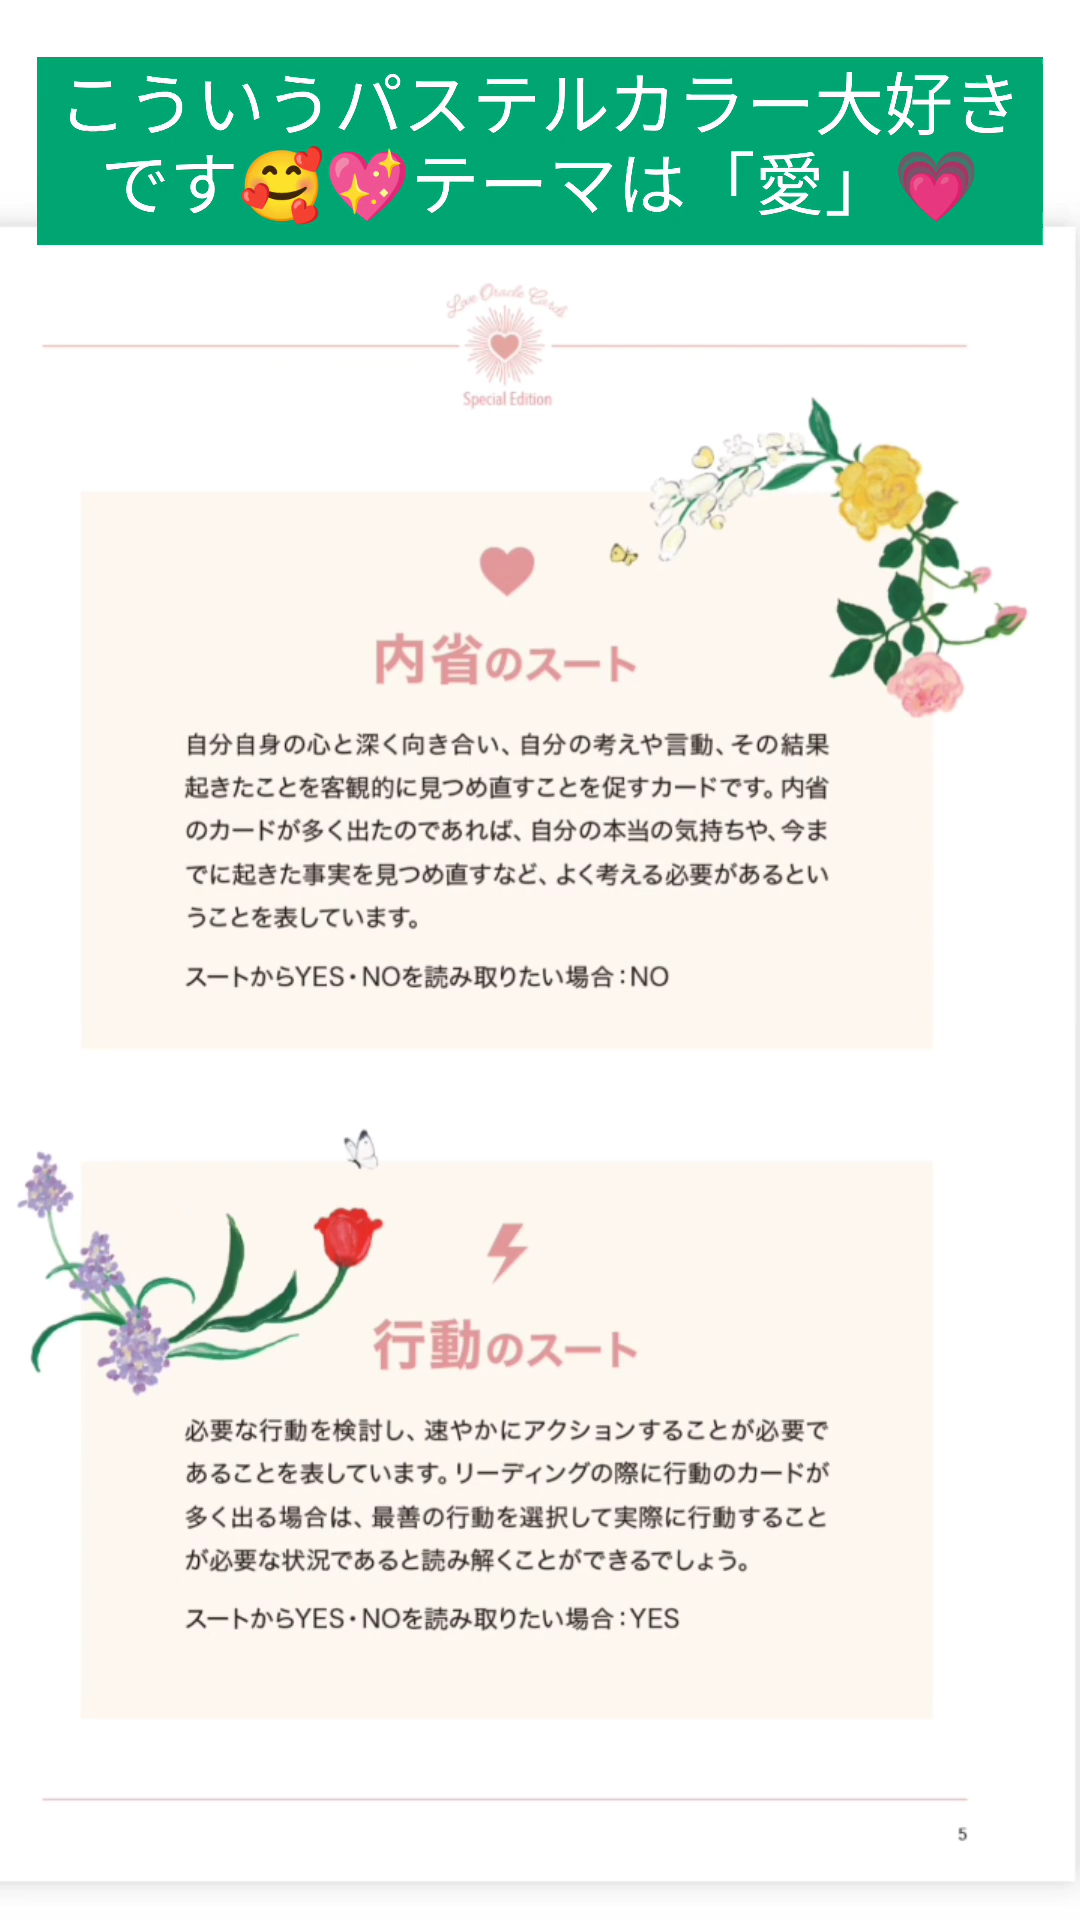 こういうパステルカラー大好き
です🥰💖テーマは「愛」💗
Love Oracle Cards
Special Edition
内省のスート
自分自身の心と深く向き合い、自分の考えや言動、その結果
起きたことを客観的に見つめ直すことを促すカードです。内省
のカードが多く出たのであれば、自分の本当の気持ちや、今ま
でに起きた事実を見つめ直すなど、よく考える必要があるとい
うことを表しています。
スートからYES・NOを読み取りたい場合：NO
行動のスート
必要な行動を検討し、速やかにアクションすることが必要で
あることを表しています。リーディングの際に行動のカードが
多く出る場合は、最善の行動を選択して実際に行動すること
が必要な状況であると読み解くことができるでしょう。
スートからYES・NOを読み取りたい場合：YES
5